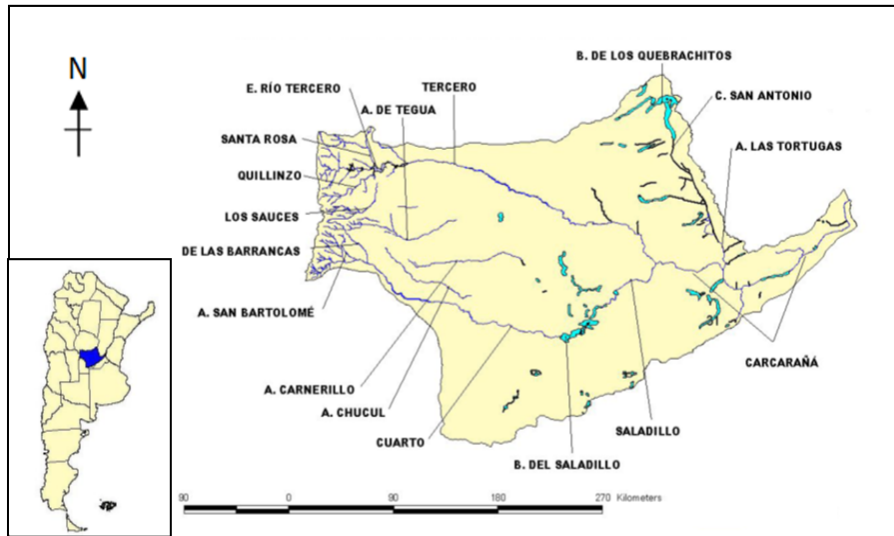 B. DE LOS QUEBRACHITOS
N
E. RÍO TERCERO
TERCERO
C. SAN ANTONIO
A. DE TEGUA
SANTA ROSA
A. LAS TORTUGAS
QUILLINZO
LOS SAUCES
DE LAS BARRANCAS
A. SAN BARTOLOMÉ
31
CARCARAÑÁ
A. CARNERILLO
A. CHUCUL
CUARTO
SALADILLO
B. DEL SALADILLO
90 0 90 180 270 Kilometers